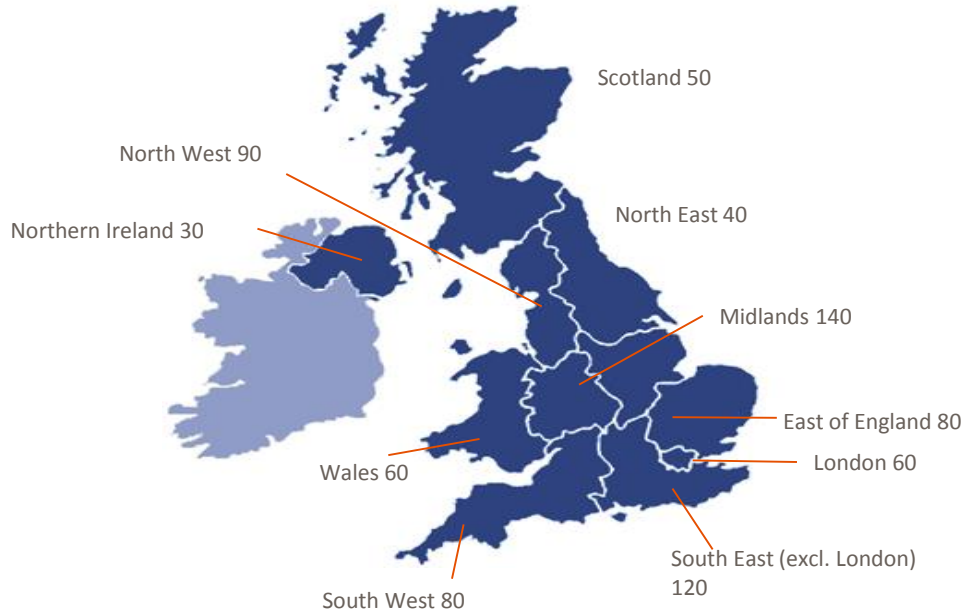 Scotland 50
North West 90
North East 40
Northern Ireland 30
Midlands 140
East of England 80
London 60
Wales 60
South East (excl. London)
120
South West 80